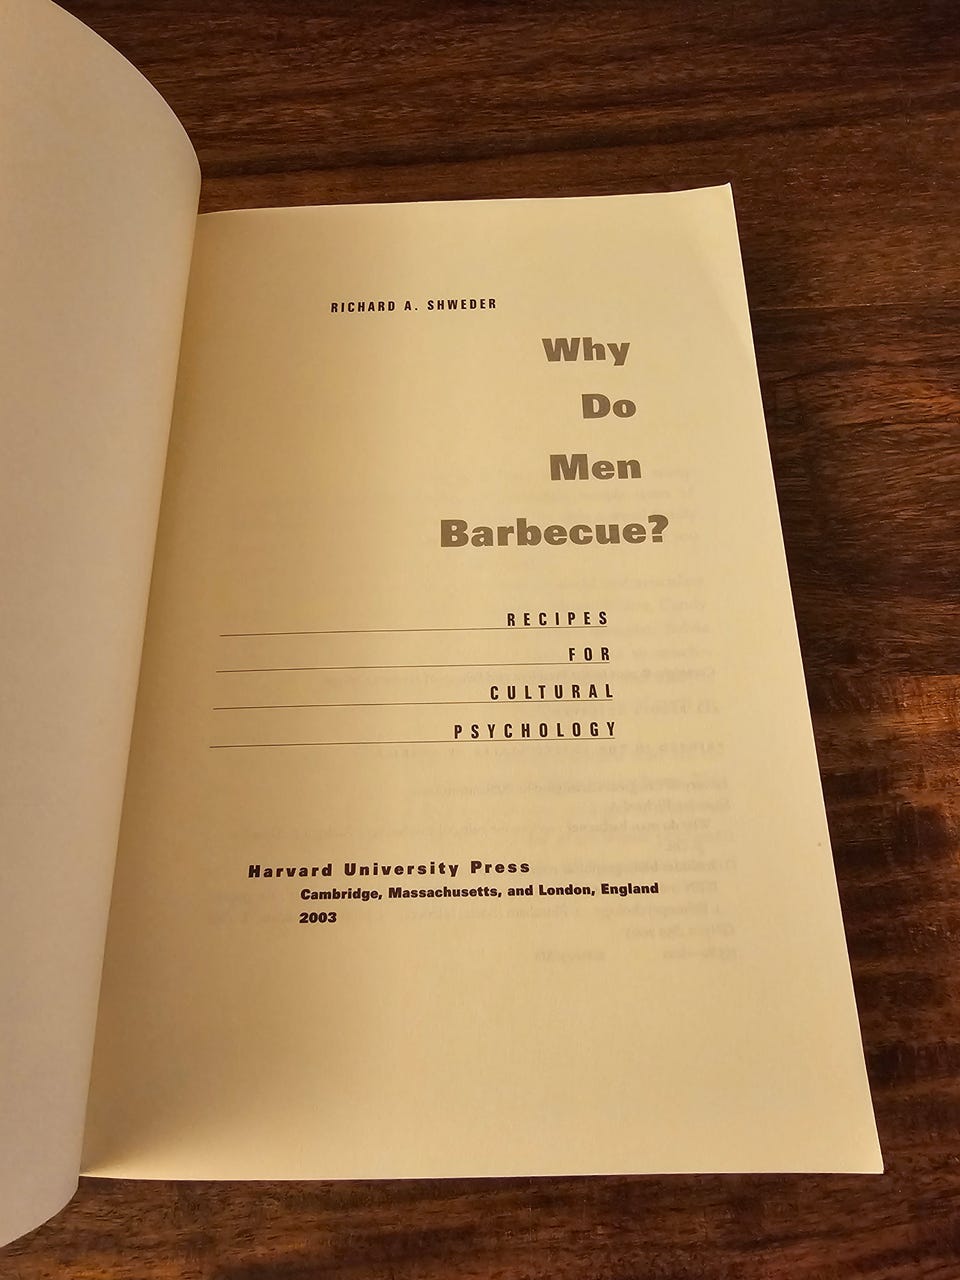 RICHARD A. SHWEDER
Why
Do
Men
Barbecue?
RECIPES
FOR
CULTURAL
PSYCHOLOGY
Harvard University Press
Cambridge, Massachusetts, and London, England
2003